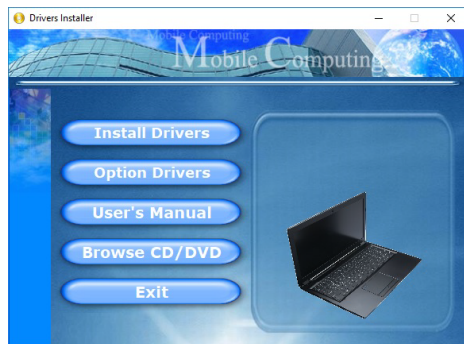 Drivers Installer
Mobile Computing
Mobile Computing
Install Drivers
Option Drivers
User's Manual
Browse CD/DVD
Exit